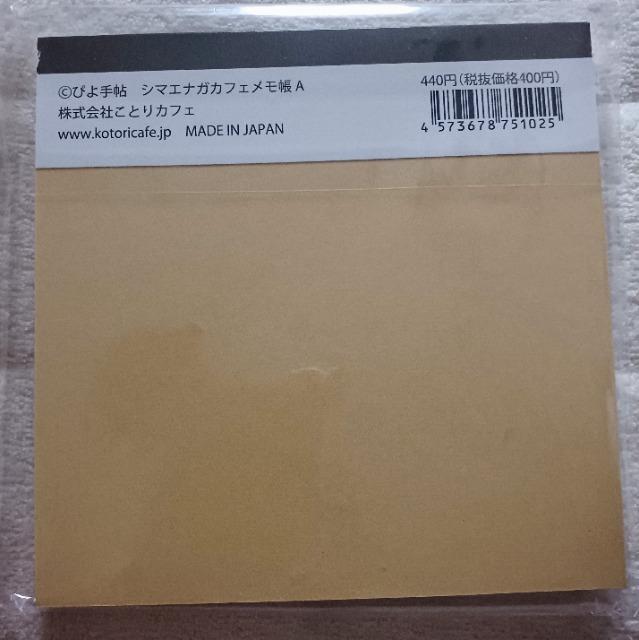 ©ぴよ手帖　シマエナガカフェメモ帳 A
株式会社ことりカフェ
www.kotoricafe.jp　MADE IN JAPAN
440円（税抜価格400円）
4 573678 751025